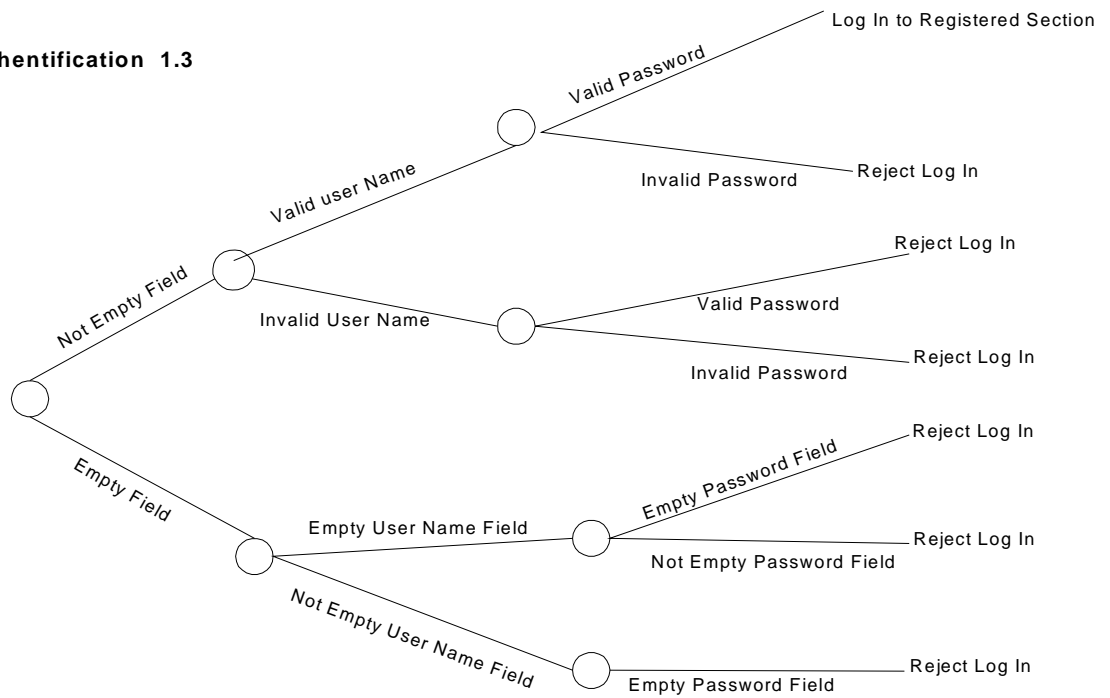 Log In to Registered Section
hentification 1.3
Valid Password
Invalid Password
Reject Log In
Valid user Name
Reject Log In
Not Empty Field
Valid Password
Invalid User Name
Reject Log In
Invalid Password
Reject Log In
Empty Password Field
Empty Field
Empty User Name Field
Reject Log In
Not Empty Password Field
Not Empty User Name Field
Reject Log In
Empty Password Field